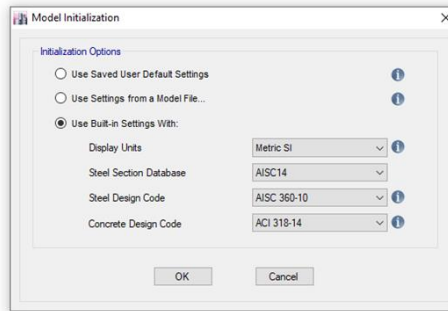 Model Initialization
Initialization Options
Use Saved User Default Settings
Use Settings from a Model File...
Use Built-in Settings With:
Display Units Metric SI
Steel Section Database AISC14
Steel Design Code AISC 360-10
Concrete Design Code ACI 318-14
OK Cancel